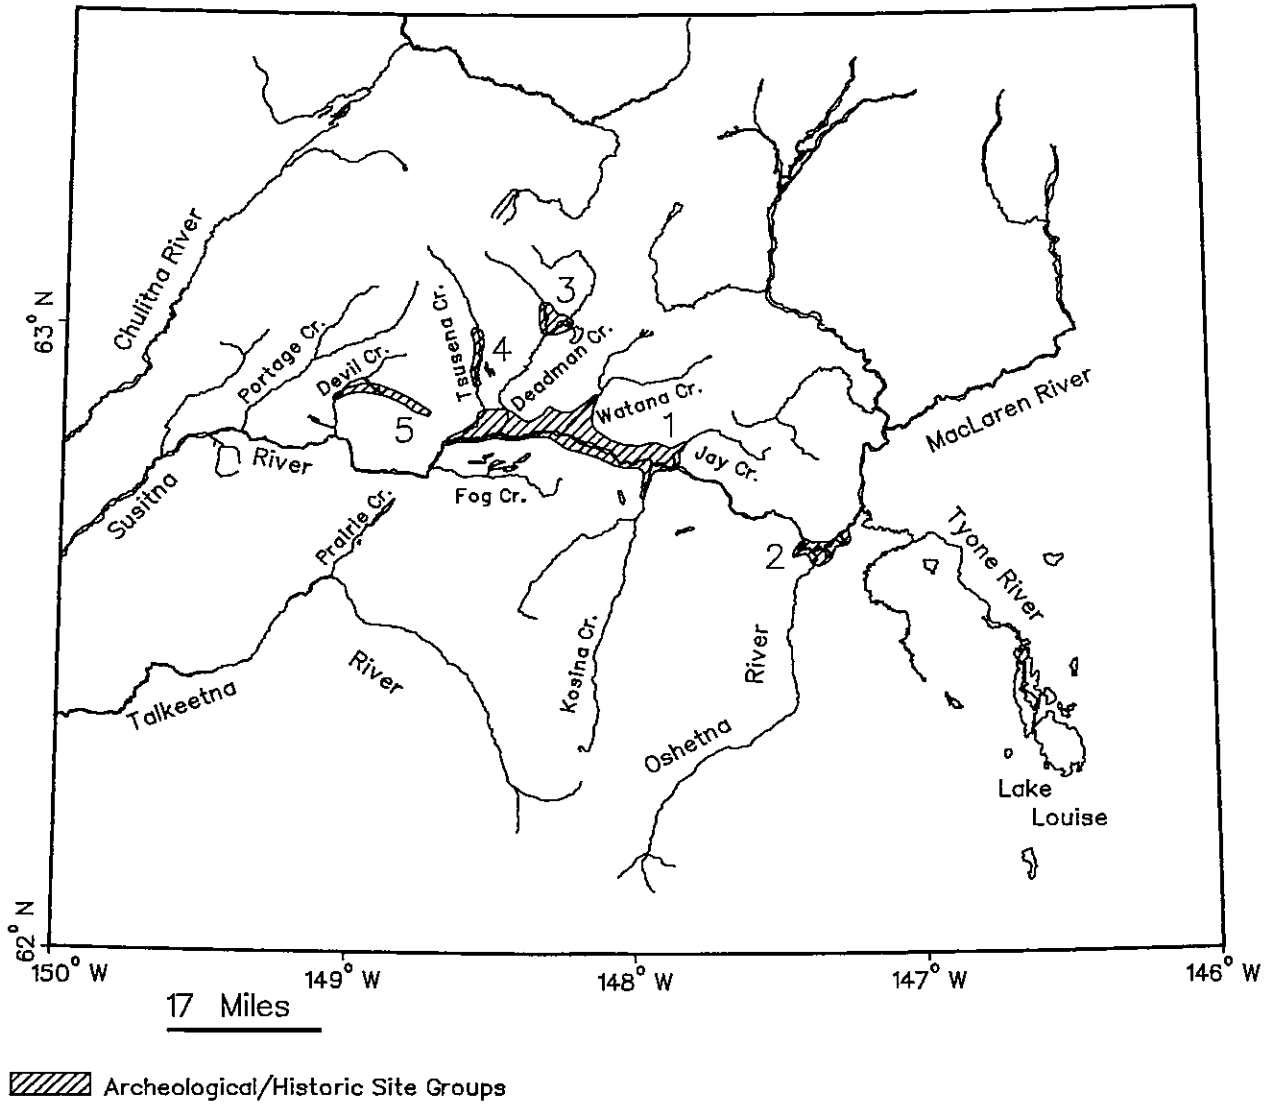 Chulitna River
63° N
3
Tsusena Cr.
Portage Cr.
Devil Cr.
4
Deadman Cr.
Watana Cr.
5
1
MacLaren River
River
Jay Cr.
Susitna
Fog Cr.
Prairie Cr.
2
Tyone River
Kosina Cr.
River
River
Talkeetna
Oshetna
Lake
Louise
62° N
150° W
149° W
148° W
147° W
146° W
17 Miles
Archeological/Historic Site Groups